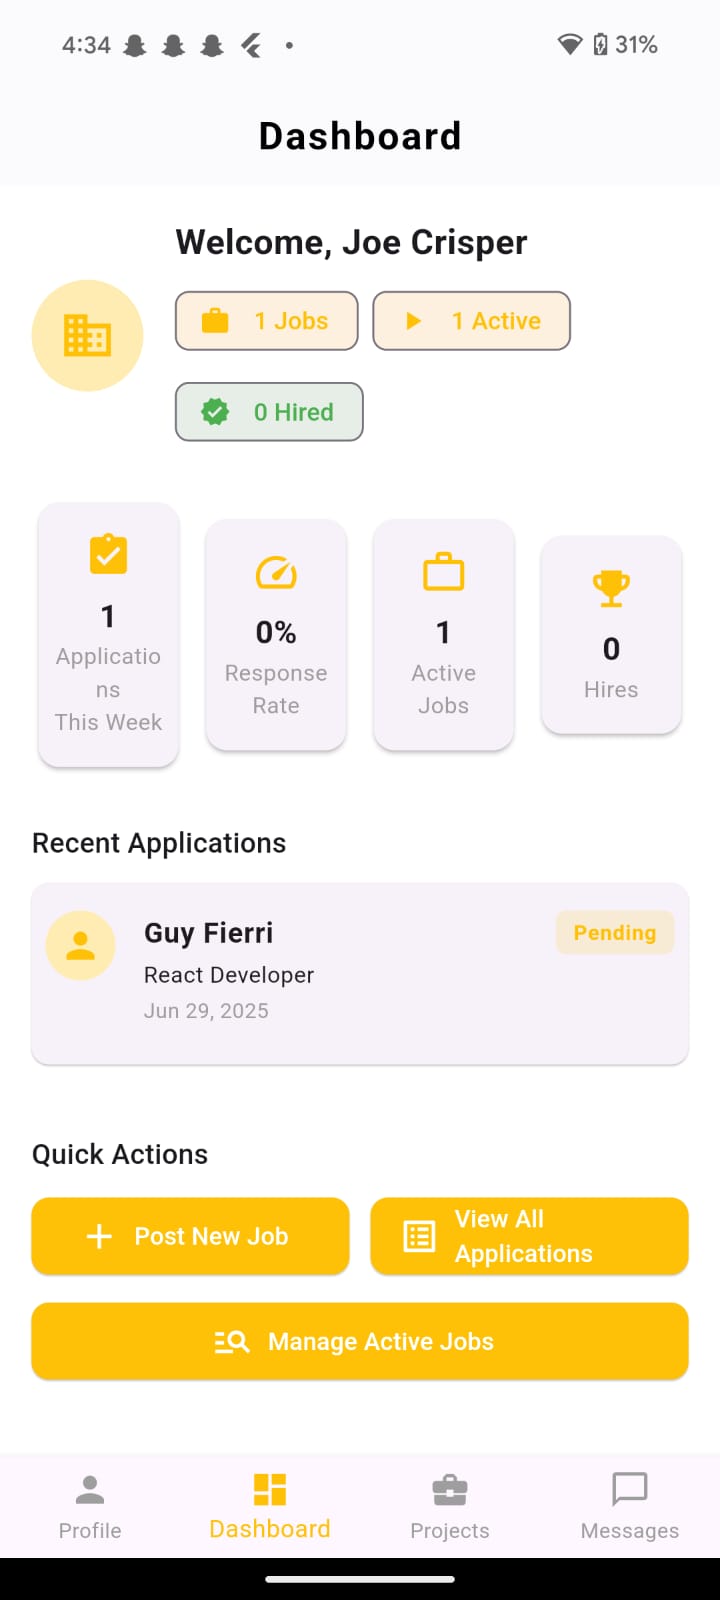 4:34
31%
Dashboard
Welcome, Joe Crisper
1 Jobs
1 Active
0 Hired
1
Applicatio
ns
This Week
0%
Response
Rate
1
Active
Jobs
0
Hires
Recent Applications
Guy Fierri
Pending
React Developer
Jun 29, 2025
Quick Actions
Post New Job
View All
Applications
Manage Active Jobs
Profile
Dashboard
Projects
Messages